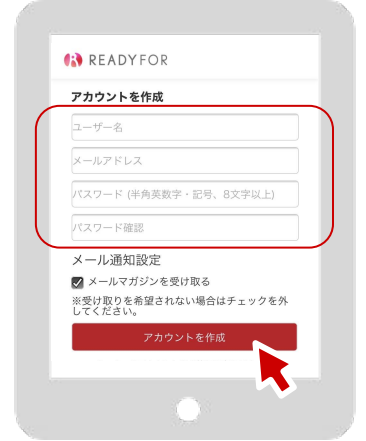 READYFOR
アカウントを作成
ユーザー名
メールアドレス
パスワード (半角英数字・記号、8文字以上)
パスワード確認
メール通知設定
メールマガジンを受け取る
※受け取りを希望されない場合はチェックを外
してください。
アカウントを作成